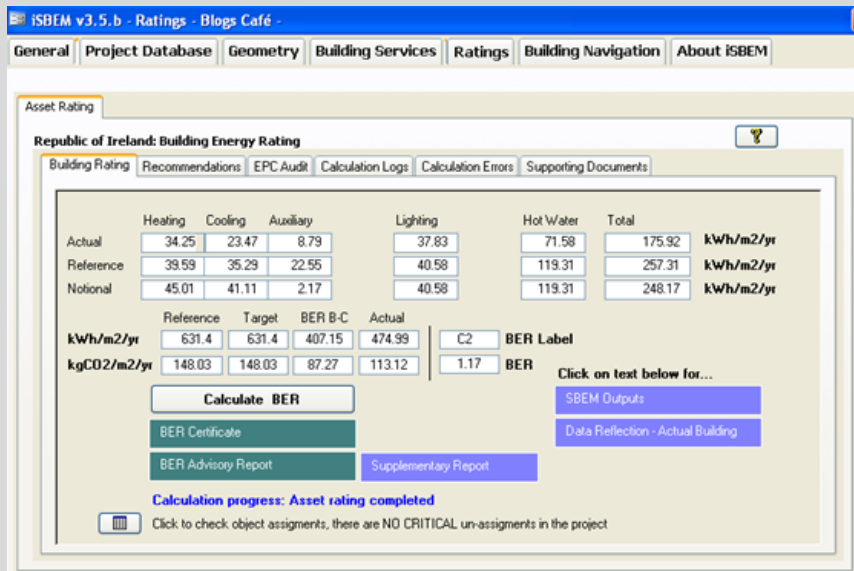 iSBEM v3.5.b - Ratings - Blogs Café -
General Project Database Geometry Building Services Ratings Building Navigation About iSBEM
Asset Rating
Republic of Ireland: Building Energy Rating
?
Building Rating Recommendations EPC Audit Calculation Logs Calculation Errors Supporting Documents
Heating Cooling Auxiliary Lighting Hot Water Total
Actual 34.25 23.47 8.79 37.83 71.58 175.92 kWh/m2/yr
Reference 39.59 35.29 22.55 40.58 119.31 257.31 kWh/m2/yr
Notional 45.01 41.11 2.17 40.58 119.31 248.17 kWh/m2/yr
Reference Target BER B-C Actual
kWh/m2/yr 631.4 631.4 407.15 474.99 C2 BER Label
kgCO2/m2/yr 148.03 148.03 87.27 113.12 1.17 BER
Click on text below for...
Calculate BER SBEM Outputs
BER Certificate Data Reflection - Actual Building
BER Advisory Report Supplementary Report
Calculation progress: Asset rating completed
Click to check object assigments, there are NO CRITICAL un-assigments in the project